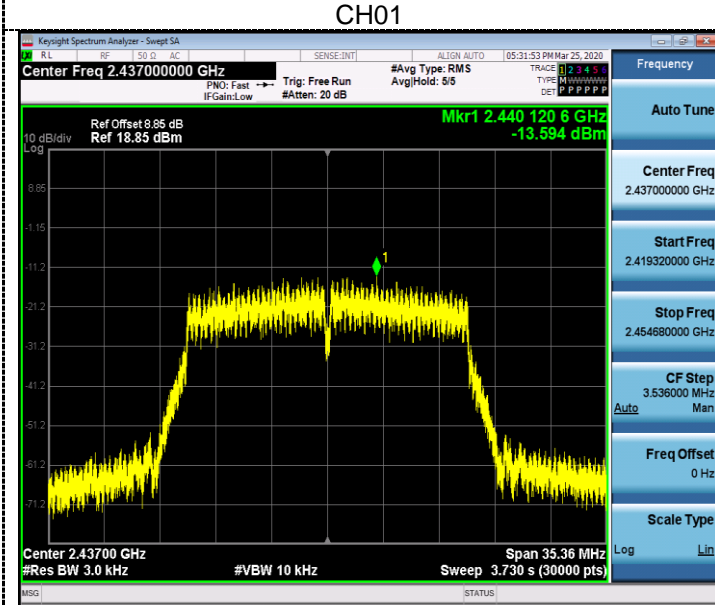 CH01
Keysight Spectrum Analyzer - Swept SA
RL RF 50 Ω AC SENSE:INT ALIGN AUTO 05:31:53 PM Mar 25, 2020
Center Freq 2.437000000 GHz
PNO: Fast
IFGain:Low
Trig: Free Run
#Atten: 20 dB
#Avg Type: RMS
Avg|Hold: 5/5
TRACE 1 2 3 4 5 6
TYPE M W W W W W
DET P P P P P P
Ref Offset 8.85 dB
10 dB/div Ref 18.85 dBm
Log
Mkr1 2.440 120 6 GHz
-13.594 dBm
8.85
-1.15
-11.2
-21.2
-31.2
-41.2
-51.2
-61.2
-71.2
1
Center 2.43700 GHz Span 35.36 MHz
#Res BW 3.0 kHz #VBW 10 kHz Sweep 3.730 s (30000 pts)
MSG STATUS
Frequency
Auto Tune
Center Freq
2.437000000 GHz
Start Freq
2.419320000 GHz
Stop Freq
2.454680000 GHz
CF Step
3.536000 MHz
Auto Man
Freq Offset
0 Hz
Scale Type
Log Lin